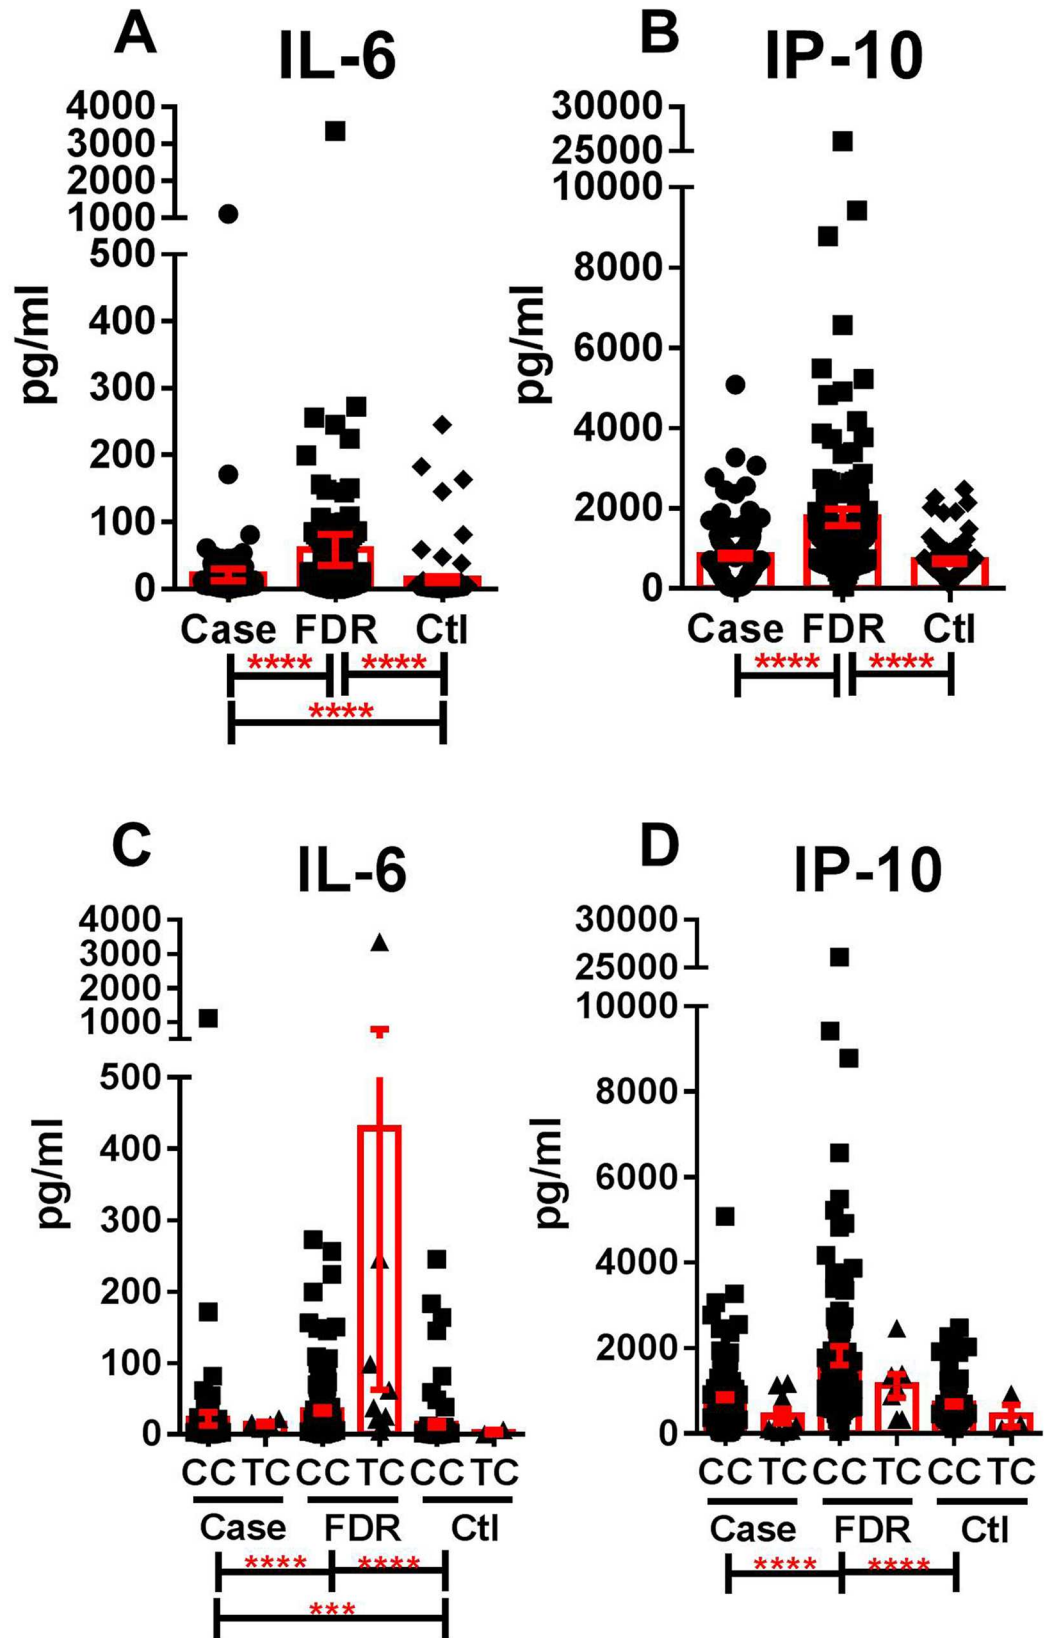 A
IL-6
4000
3000
2000
1000
500
400
300
200
100
0
pg/ml
Case FDR Ctl
**** ****
****
B
IP-10
30000
25000
10000
8000
6000
4000
2000
0
pg/ml
Case FDR Ctl
**** ****
C
IL-6
4000
3000
2000
1000
500
400
300
200
100
0
pg/ml
CC TC CC TC CC TC
Case FDR Ctl
**** ****
***
D
IP-10
30000
25000
10000
8000
6000
4000
2000
0
pg/ml
CC TC CC TC CC TC
Case FDR Ctl
**** ****